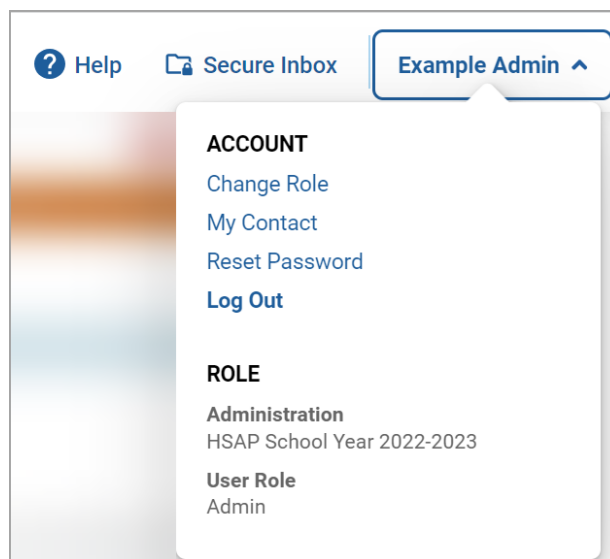 Help
Secure Inbox
Example Admin
ACCOUNT
Change Role
My Contact
Reset Password
Log Out
ROLE
Administration
HSAP School Year 2022-2023
User Role
Admin